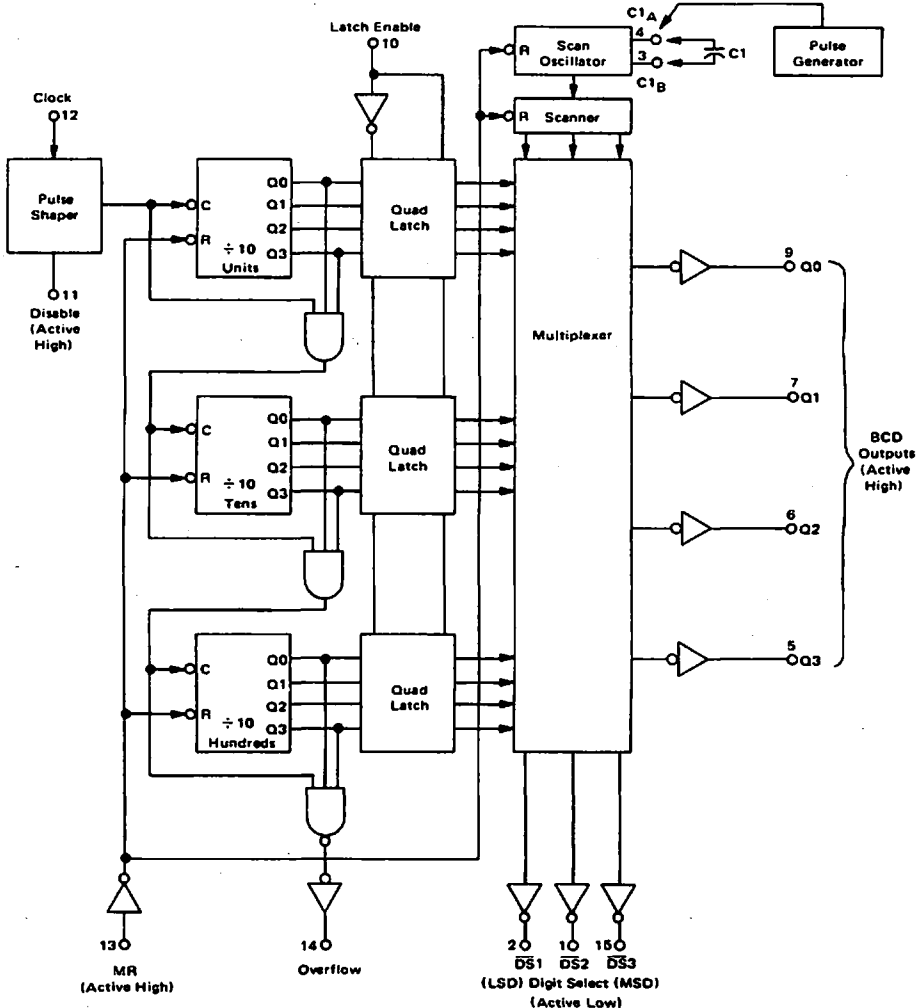 Latch Enable
10
C1A
4
3
C1
C1B
R
Scan
Oscillator
Pulse
Generator
R
Scanner
Clock
12
Pulse
Shaper
11
Disable
(Active
High)
C
R
÷10
Units
Q0
Q1
Q2
Q3
Quad
Latch
Multiplexer
9
Q0
7
Q1
6
Q2
5
Q3
BCD
Outputs
(Active
High)
C
R
÷10
Tens
Q0
Q1
Q2
Q3
Quad
Latch
C
R
÷10
Hundreds
Q0
Q1
Q2
Q3
Quad
Latch
13
MR
(Active High)
14
Overflow
2
1
15
D̅S̅1 D̅S̅2 D̅S̅3
(LSD) Digit Select (MSD)
(Active Low)